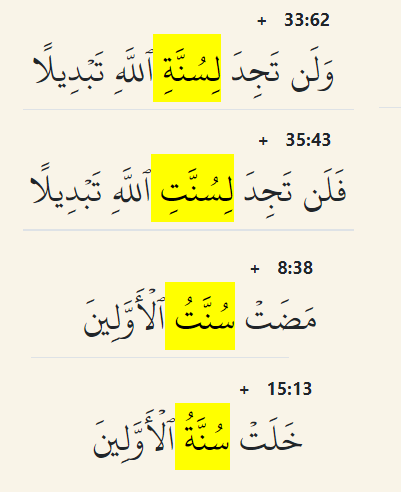 + 33:62
وَلَن تَجِدَ لِسُنَّةِ ٱللَّهِ تَبْدِيلًا
+ 35:43
فَلَن تَجِدَ لِسُنَّتِ ٱللَّهِ تَبْدِيلًا
+ 8:38
مَضَتْ سُنَّتُ ٱلْأَوَّلِينَ
+ 15:13
خَلَتْ سُنَّةُ ٱلْأَوَّلِينَ